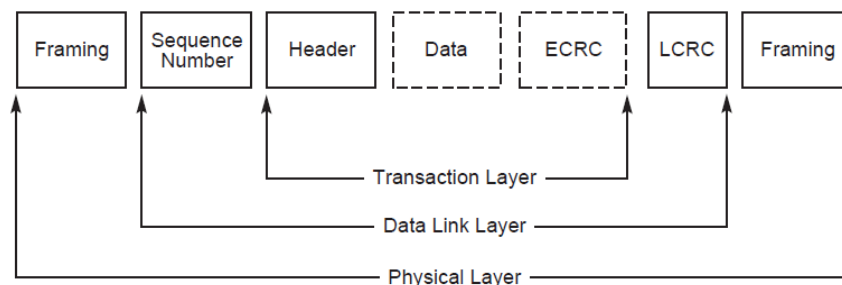 Framing
Sequence
Number
Header
Data
ECRC
LCRC
Framing
Transaction Layer
Data Link Layer
Physical Layer